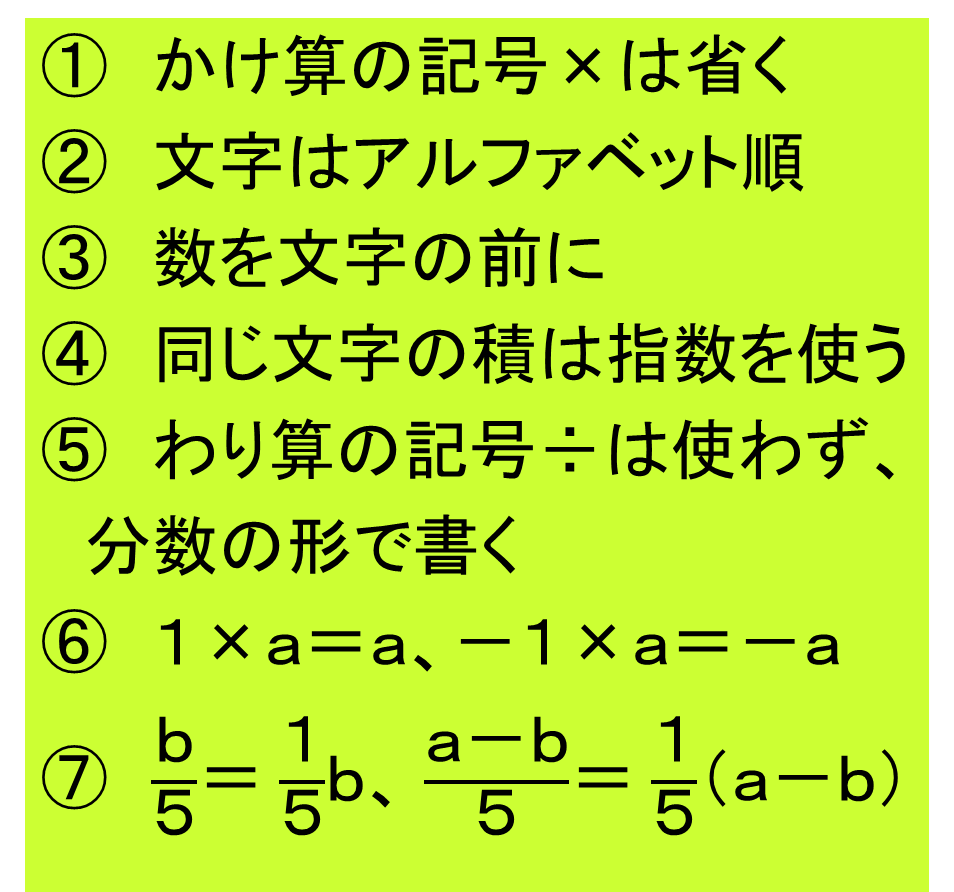 ① かけ算の記号×は省く
② 文字はアルファベット順
③ 数を文字の前に
④ 同じ文字の積は指数を使う
⑤ わり算の記号÷は使わず、
分数の形で書く
⑥ 1×a=a、-1×a=-a
⑦ b/5=1/5b、a-b/5=1/5(a-b)